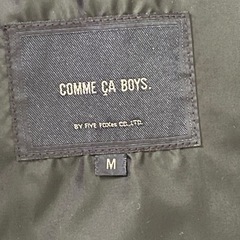 COMME ÇA BOYS.
BY FIVE FOXes CO.,LTD.
M